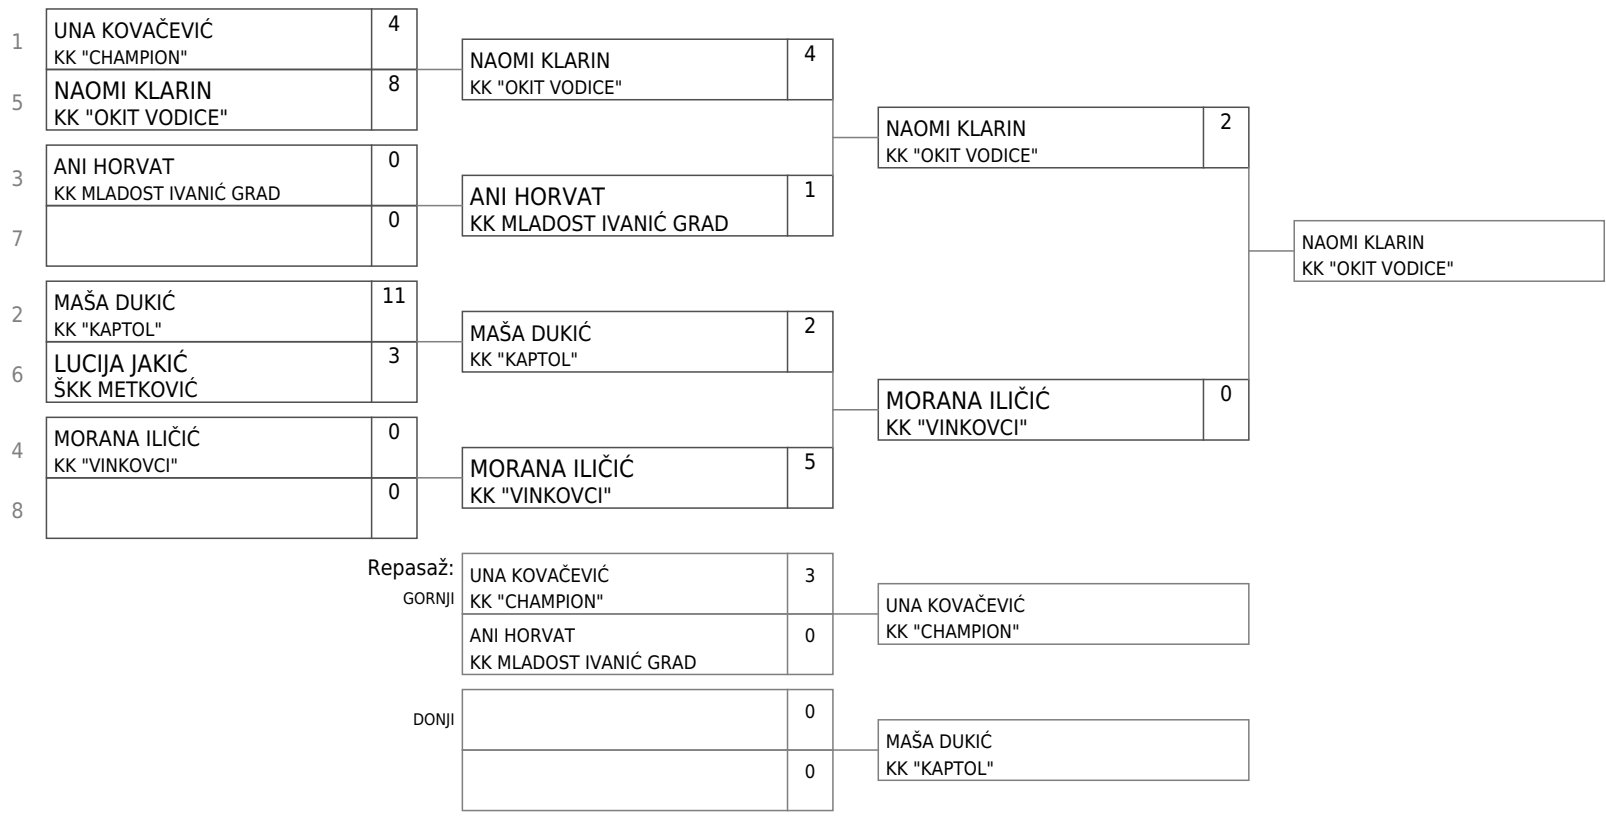 1
UNA KOVAČEVIĆ
KK "CHAMPION"
4
5
NAOMI KLARIN
KK "OKIT VODICE"
8
3
ANI HORVAT
KK MLADOST IVANIĆ GRAD
0
7
0
2
MAŠA DUKIĆ
KK "KAPTOL"
11
6
LUCIJA JAKIĆ
ŠKK METKOVIĆ
3
4
MORANA ILIČIĆ
KK "VINKOVCI"
0
8
0
NAOMI KLARIN
KK "OKIT VODICE"
4
ANI HORVAT
KK MLADOST IVANIĆ GRAD
1
MAŠA DUKIĆ
KK "KAPTOL"
2
MORANA ILIČIĆ
KK "VINKOVCI"
5
NAOMI KLARIN
KK "OKIT VODICE"
2
MORANA ILIČIĆ
KK "VINKOVCI"
0
NAOMI KLARIN
KK "OKIT VODICE"
Repasaž:
GORNJI
UNA KOVAČEVIĆ
KK "CHAMPION"
3
ANI HORVAT
KK MLADOST IVANIĆ GRAD
0
UNA KOVAČEVIĆ
KK "CHAMPION"
DONJI
0
0
MAŠA DUKIĆ
KK "KAPTOL"